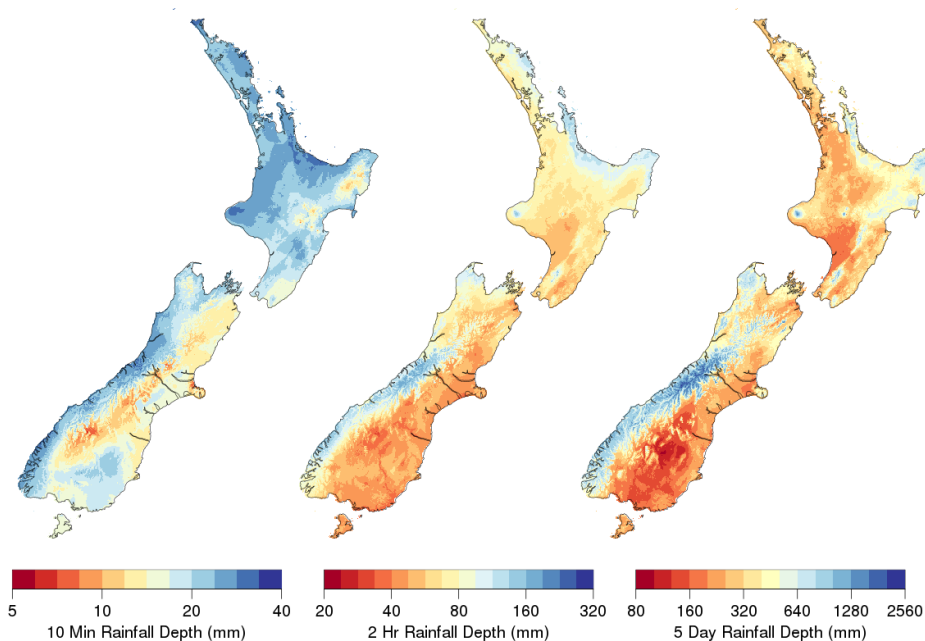 5 10 20 40
10 Min Rainfall Depth (mm)
20 40 80 160 320
2 Hr Rainfall Depth (mm)
80 160 320 640 1280 2560
5 Day Rainfall Depth (mm)